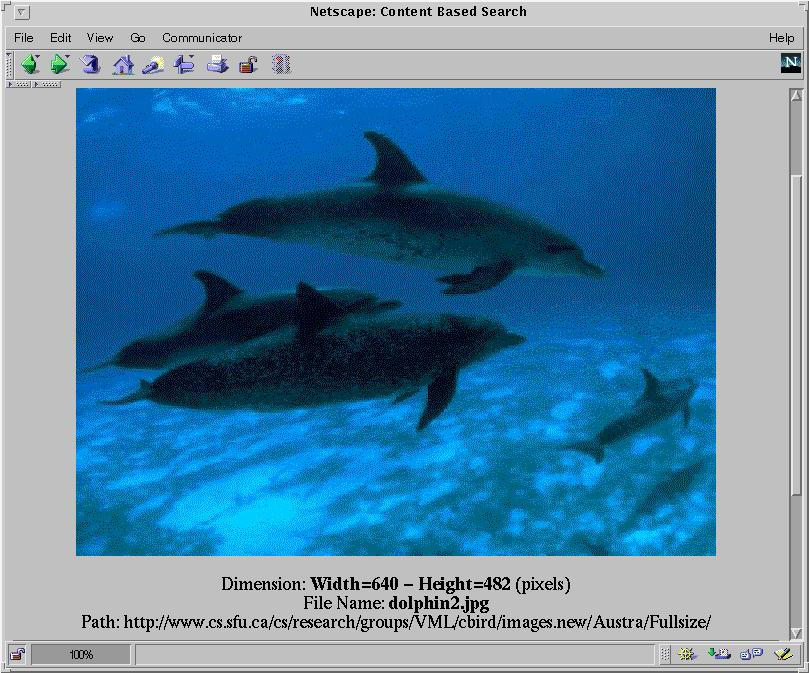 Netscape: Content Based Search
File Edit View Go Communicator Help
N
Dimension: Width=640 – Height=482 (pixels)
File Name: dolphin2.jpg
Path: http://www.cs.sfu.ca/cs/research/groups/VML/cbird/images.new/Austra/Fullsize/
100%